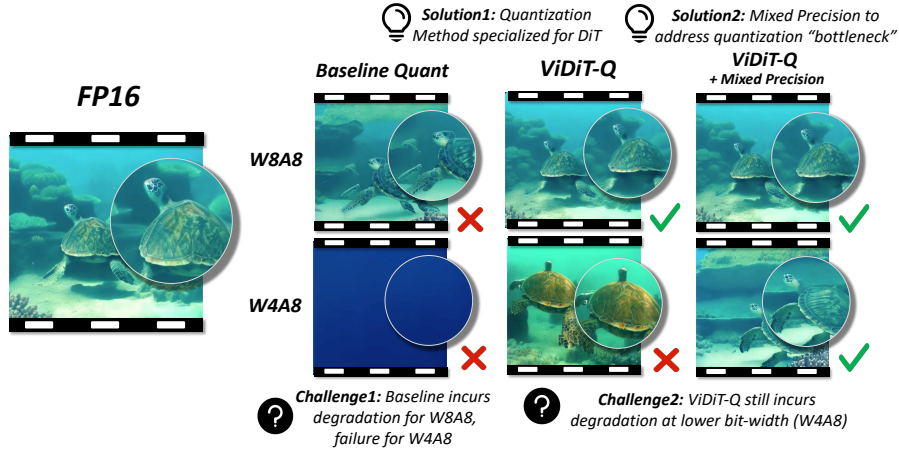 Solution1: Quantization
Method specialized for DiT
Solution2: Mixed Precision to
address quantization “bottleneck”
FP16
Baseline Quant
ViDiT-Q
ViDiT-Q
+ Mixed Precision
W8A8
W4A8
?
Challenge1: Baseline incurs
degradation for W8A8,
failure for W4A8
?
Challenge2: ViDiT-Q still incurs
degradation at lower bit-width (W4A8)